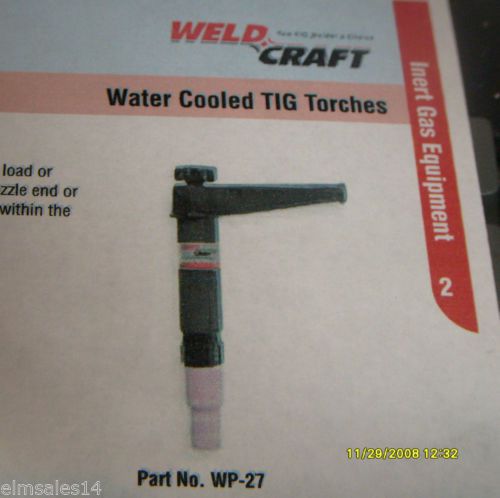 WELD
CRAFT
Water Cooled TIG Torches
Inert Gas Equipment
2
load or
zzle end or
within the
Part No. WP-27
11/29/2008 12:32
elmsales14